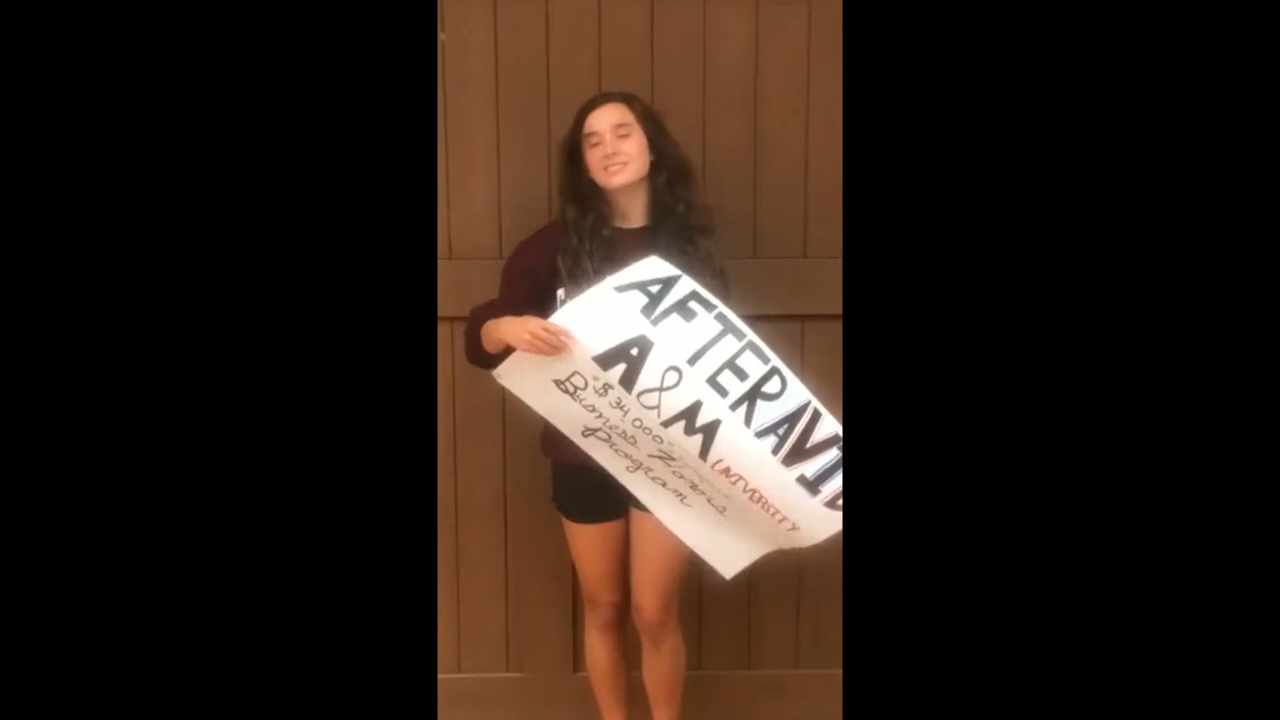 AFTER AVID
A&M UNIVERSITY
"$34,000"
Business Honors
Program